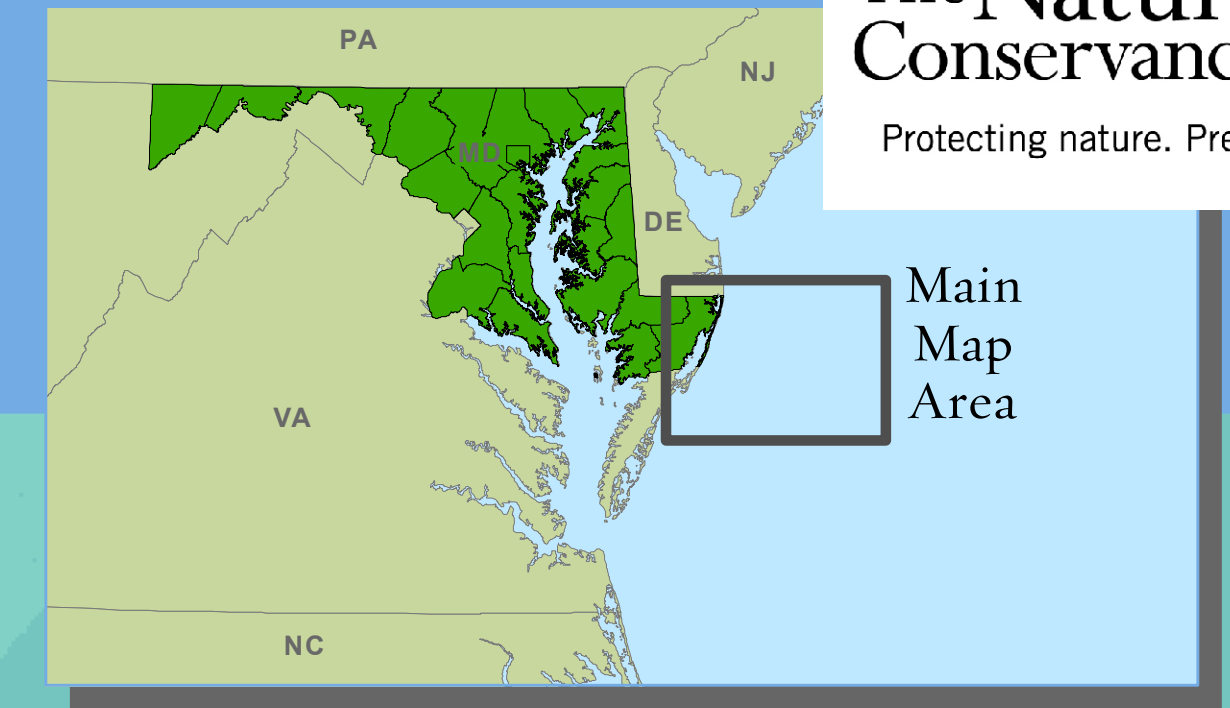 Conservanc
Protecting nature. Pre
PA
NJ
MD
DE
Main
Map
Area
VA
NC